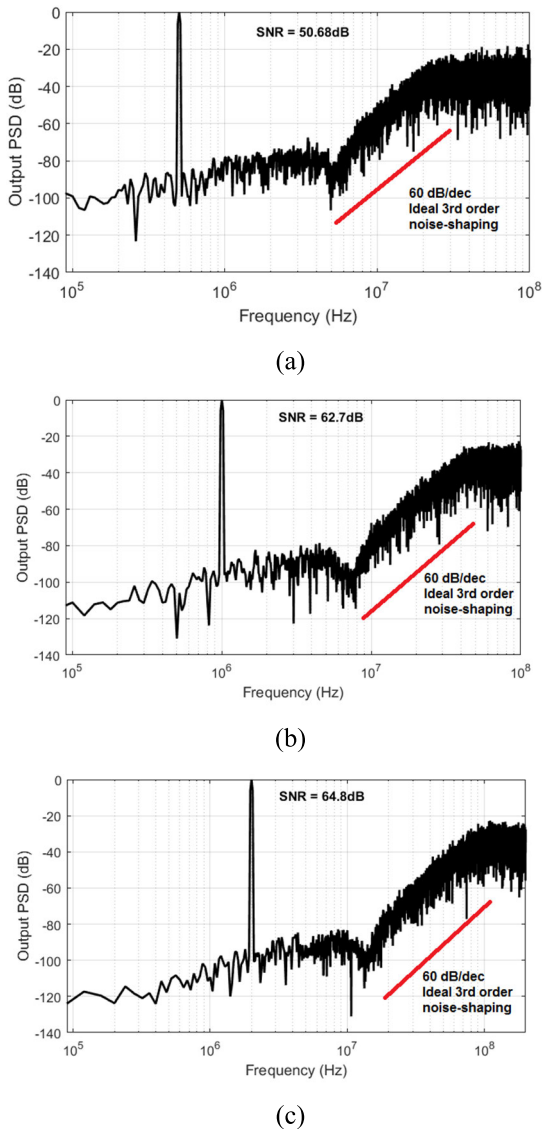 0
SNR = 50.68dB
-20
-40
-60
-80
-100
-120
-140
Output PSD (dB)
60 dB/dec
Ideal 3rd order
noise-shaping
10^5
10^6
10^7
10^8
Frequency (Hz)
(a)
0
SNR = 62.7dB
-20
-40
-60
-80
-100
-120
-140
Output PSD (dB)
60 dB/dec
Ideal 3rd order
noise-shaping
10^5
10^6
10^7
10^8
Frequency (Hz)
(b)
0
SNR = 64.8dB
-20
-40
-60
-80
-100
-120
-140
Output PSD (dB)
60 dB/dec
Ideal 3rd order
noise-shaping
10^5
10^6
10^7
10^8
Frequency (Hz)
(c)